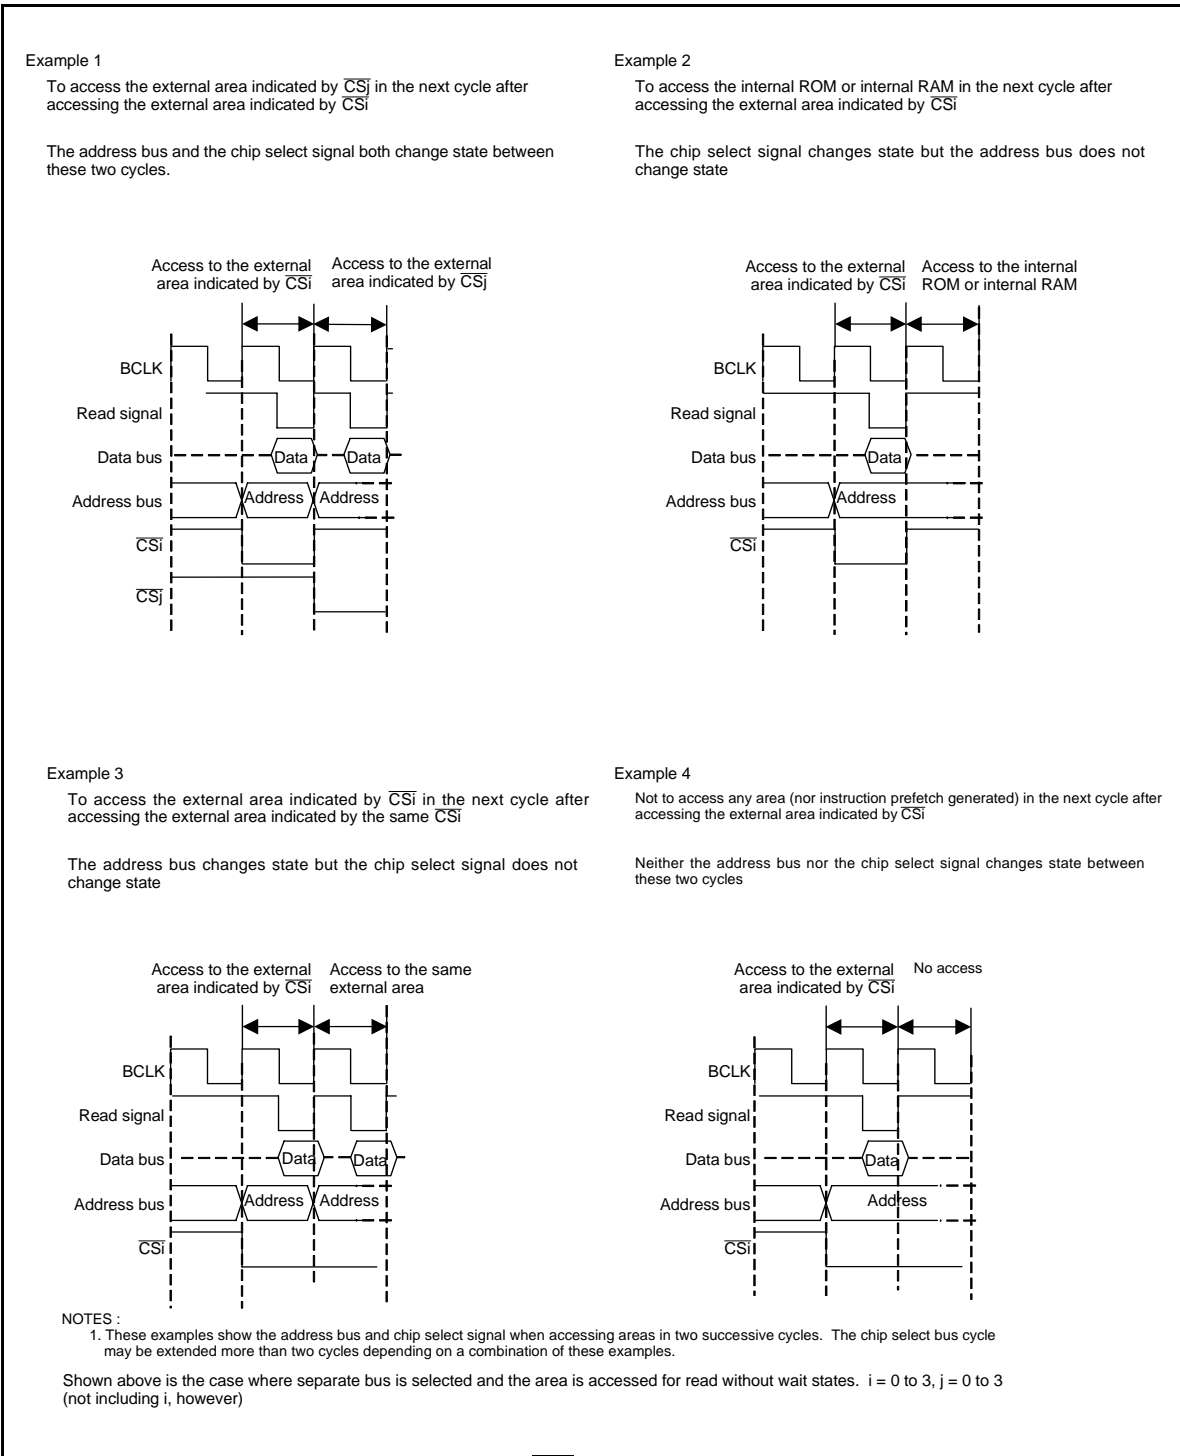 Example 1
To access the external area indicated by CSj in the next cycle after
accessing the external area indicated by CSi
The address bus and the chip select signal both change state between
these two cycles.
Access to the external
area indicated by CSi
Access to the external
area indicated by CSj
BCLK
Read signal
Data bus
Data
Data
Address bus
Address
Address
CSi
CSj
Example 2
To access the internal ROM or internal RAM in the next cycle after
accessing the external area indicated by CSi
The chip select signal changes state but the address bus does not
change state
Access to the external
area indicated by CSi
Access to the internal
ROM or internal RAM
BCLK
Read signal
Data bus
Data
Address bus
Address
CSi
Example 3
To access the external area indicated by CSi in the next cycle after
accessing the external area indicated by the same CSi
The address bus changes state but the chip select signal does not
change state
Access to the external
area indicated by CSi
Access to the same
external area
BCLK
Read signal
Data bus
Data
Data
Address bus
Address
Address
CSi
Example 4
Not to access any area (nor instruction prefetch generated) in the next cycle after
accessing the external area indicated by CSi
Neither the address bus nor the chip select signal changes state between
these two cycles
Access to the external
area indicated by CSi
No access
BCLK
Read signal
Data bus
Data
Address bus
Address
CSi
NOTES :
1. These examples show the address bus and chip select signal when accessing areas in two successive cycles. The chip select bus cycle
may be extended more than two cycles depending on a combination of these examples.
Shown above is the case where separate bus is selected and the area is accessed for read without wait states. i = 0 to 3, j = 0 to 3
(not including i, however)